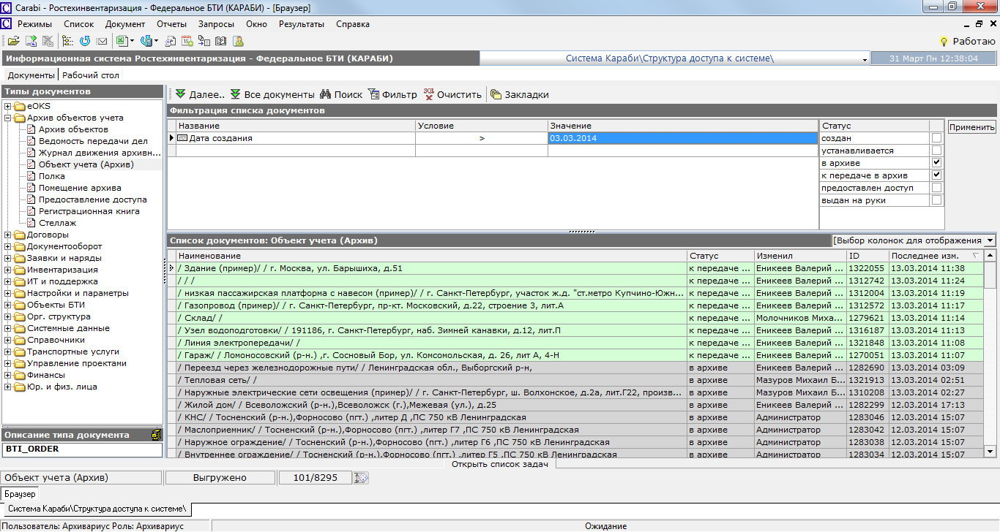 Carabi - Ростехинвентаризация - Федеральное БТИ (КАРАБИ) - [Браузер]
Режимы Список Документ Отчеты Запросы Окно Результаты Справка
Работаю
Информационная система Ростехинвентаризация - Федеральное БТИ (КАРАБИ) Система Караби\Структура доступа к системе\ 31 Март Пн 12:38:04
Документы Рабочий стол
Типы документов
еОKS
Архив объектов учета
Архив объектов
Ведомость передачи дел
Журнал движения архивн...
Объект учета (Архив)
Полка
Помещение архива
Предоставление доступа
Регистрационная книга
Стеллаж
Договоры
Документооборот
Заявки и наряды
Инвентаризация
ИТ и поддержка
Настройки и параметры
Объекты БТИ
Орг. структура
Системные данные
Справочники
Транспортные услуги
Управление проектами
Финансы
Юр. и физ. лица
Описание типа документа
BTI_ORDER
Далее.. Все документы Поиск Фильтр SQL Очистить Закладки
Фильтрация списка документов
Название Условие Значение
Дата создания > 03.03.2014
Статус
создан
устанавливается
в архиве
к передаче в архив
предоставлен доступ
выдан на руки
Применить
Список документов: Объект учета (Архив) [Выбор колонок для отображения
Наименование Статус Изменил ID Последнее изм.
/ Здание (пример)/ / г. Москва, ул. Барышиха, д.51 к передаче ... Еникеев Валерий ... 1322055 13.03.2014 11:38
/ / / к передаче ... Еникеев Валерий ... 1312742 13.03.2014 11:24
/ низкая пассажирская платформа с навесом (пример)/ / г. Санкт-Петербург, участок ж.д. "ст.метро Купчино-Южн... к передаче ... Еникеев Валерий ... 1312004 13.03.2014 11:19
/ Газопровод (пример)/ / г. Санкт-Петербург, пр-кт. Московский, д.22, строение 3, лит.А к передаче ... Еникеев Валерий ... 1312572 13.03.2014 11:17
/ Склад/ / к передаче ... Молочников Миха... 1279621 13.03.2014 11:14
/ Узел водоподготовки/ / 191186, г. Санкт-Петербург, наб. Зимней канавки, д.12, лит.П к передаче ... Еникеев Валерий ... 1316187 13.03.2014 11:13
/ Линия электропередачи/ / к передаче ... Еникеев Валерий ... 1321848 13.03.2014 11:08
/ Гараж/ / Ломоносовский (р-н.) ,г. Сосновый Бор, ул. Комсомольская, д. 26, лит А, 4-Н к передаче ... Еникеев Валерий ... 1270051 13.03.2014 11:07
/ Переезд через железнодорожные пути/ / Ленинградская обл., Выборгский р-н, в архиве Еникеев Валерий ... 1282690 13.03.2014 03:09
/ Тепловая сеть/ / в архиве Мазуров Михаил Б... 1321913 13.03.2014 02:51
/ Наружные электрические сети освещения (пример)/ / г. Санкт-Петербург, ш. Волхонское, д.2а, лит.Г22, произв... в архиве Мазуров Михаил Б... 1310208 13.03.2014 02:27
/ Жилой дом/ / Всеволожский (р-н.),Всеволожск (г.),Межевая (ул.), д.25 в архиве Еникеев Валерий ... 1282299 12.03.2014 17:13
/ КНС/ / Тосненский (р-н.),Форносово (пгт.) ,литер Д ,ПС 750 кВ Ленинградская в архиве Администратор 1283046 12.03.2014 15:07
/ Маслоприемник/ / Тосненский (р-н.),Форносово (пгт.) ,литер Г7 ,ПС 750 кВ Ленинградская в архиве Администратор 1283042 12.03.2014 15:07
/ Наружное ограждение/ / Тосненский (р-н.),Форносово (пгт.) ,литер Г6 ,ПС 750 кВ Ленинградская в архиве Администратор 1283038 12.03.2014 15:07
/ Внутреннее ограждение/ / Тосненский (р-н.),Форносово (пгт.) ,литер Г5 ,ПС 750 кВ Ленинградская в архиве Администратор 1283034 12.03.2014 15:07
Открыть список задач
Объект учета (Архив) Выгружено 101/8295
Браузер
Система Караби\Структура доступа к системе\
Пользователь: Архивариус Роль: Архивариус Ожидание